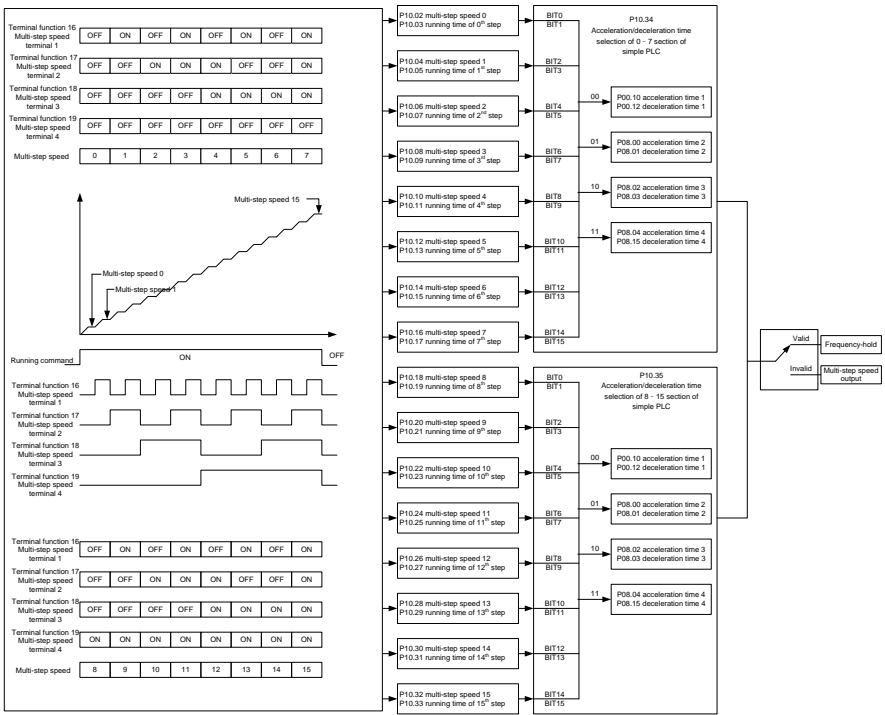 Terminal function 16
Multi-step speed
terminal 1
OFF ON OFF ON OFF ON OFF ON
Terminal function 17
Multi-step speed
terminal 2
OFF OFF ON ON OFF OFF ON ON
Terminal function 18
Multi-step speed
terminal 3
OFF OFF OFF OFF ON ON ON ON
Terminal function 19
Multi-step speed
terminal 4
OFF OFF OFF OFF OFF OFF OFF OFF
Multi-step speed
0 1 2 3 4 5 6 7
Multi-step speed 15
Multi-step speed 0
Multi-step speed 1
Running command
ON
OFF
Terminal function 16
Multi-step speed
terminal 1
Terminal function 17
Multi-step speed
terminal 2
Terminal function 18
Multi-step speed
terminal 3
Terminal function 19
Multi-step speed
terminal 4
Terminal function 16
Multi-step speed
terminal 1
OFF ON OFF ON OFF ON OFF ON
Terminal function 17
Multi-step speed
terminal 2
OFF OFF ON ON OFF OFF ON ON
Terminal function 18
Multi-step speed
terminal 3
OFF OFF OFF OFF ON ON ON ON
Terminal function 19
Multi-step speed
terminal 4
ON ON ON ON ON ON ON ON
Multi-step speed
8 9 10 11 12 13 14 15
P10.02 multi-step speed 0
P10.03 running time of 0th step
P10.04 multi-step speed 1
P10.05 running time of 1st step
P10.06 multi-step speed 2
P10.07 running time of 2nd step
P10.08 multi-step speed 3
P10.09 running time of 3rd step
P10.10 multi-step speed 4
P10.11 running time of 4th step
P10.12 multi-step speed 5
P10.13 running time of 5th step
P10.14 multi-step speed 6
P10.15 running time of 6th step
P10.16 multi-step speed 7
P10.17 running time of 7th step
P10.18 multi-step speed 8
P10.19 running time of 8th step
P10.20 multi-step speed 9
P10.21 running time of 9th step
P10.22 multi-step speed 10
P10.23 running time of 10th step
P10.24 multi-step speed 11
P10.25 running time of 11th step
P10.26 multi-step speed 12
P10.27 running time of 12th step
P10.28 multi-step speed 13
P10.29 running time of 13th step
P10.30 multi-step speed 14
P10.31 running time of 14th step
P10.32 multi-step speed 15
P10.33 running time of 15th step
BIT0
BIT1
BIT2
BIT3
BIT4
BIT5
BIT6
BIT7
BIT8
BIT9
BIT10
BIT11
BIT12
BIT13
BIT14
BIT15
P10.34
Acceleration/deceleration time
selection of 0 - 7 section of
simple PLC
00
P00.10 acceleration time 1
P00.12 deceleration time 1
01
P08.00 acceleration time 2
P08.01 deceleration time 2
10
P08.02 acceleration time 3
P08.03 deceleration time 3
11
P08.04 acceleration time 4
P08.15 deceleration time 4
BIT0
BIT1
BIT2
BIT3
BIT4
BIT5
BIT6
BIT7
BIT8
BIT9
BIT10
BIT11
BIT12
BIT13
BIT14
BIT15
P10.35
Acceleration/deceleration time
selection of 8 - 15 section of
simple PLC
00
P00.10 acceleration time 1
P00.12 deceleration time 1
01
P08.00 acceleration time 2
P08.01 deceleration time 2
10
P08.02 acceleration time 3
P08.03 deceleration time 3
11
P08.04 acceleration time 4
P08.15 deceleration time 4
Valid
Frequency-hold
Invalid
Multi-step speed
output